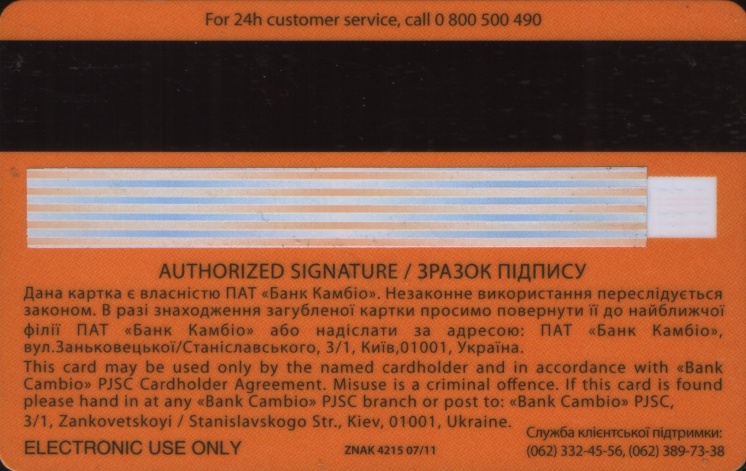 For 24h customer service, call 0 800 500 490
AUTHORIZED SIGNATURE / ЗРАЗОК ПІДПИСУ
Дана картка є власністю ПАТ «Банк Камбіо». Незаконне використання переслідується
законом. В разі знаходження загубленої картки просимо повернути її до найближчої
філії ПАТ «Банк Камбіо» або надіслати за адресою: ПАТ «Банк Камбіо»,
вул.Заньковецької/Станіславського, 3/1, Київ,01001, Україна.
This card may be used only by the named cardholder and in accordance with «Bank
Cambio» PJSC Cardholder Agreement. Misuse is a criminal offence. If this card is found
please hand in at any «Bank Cambio» PJSC branch or post to: «Bank Cambio» PJSC,
3/1, Zankovetskoyi / Stanislavskogo Str., Kiev, 01001, Ukraine.
Служба клієнтської підтримки:
ELECTRONIC USE ONLY ZNAK 4215 07/11 (062) 332-45-56, (062) 389-73-38